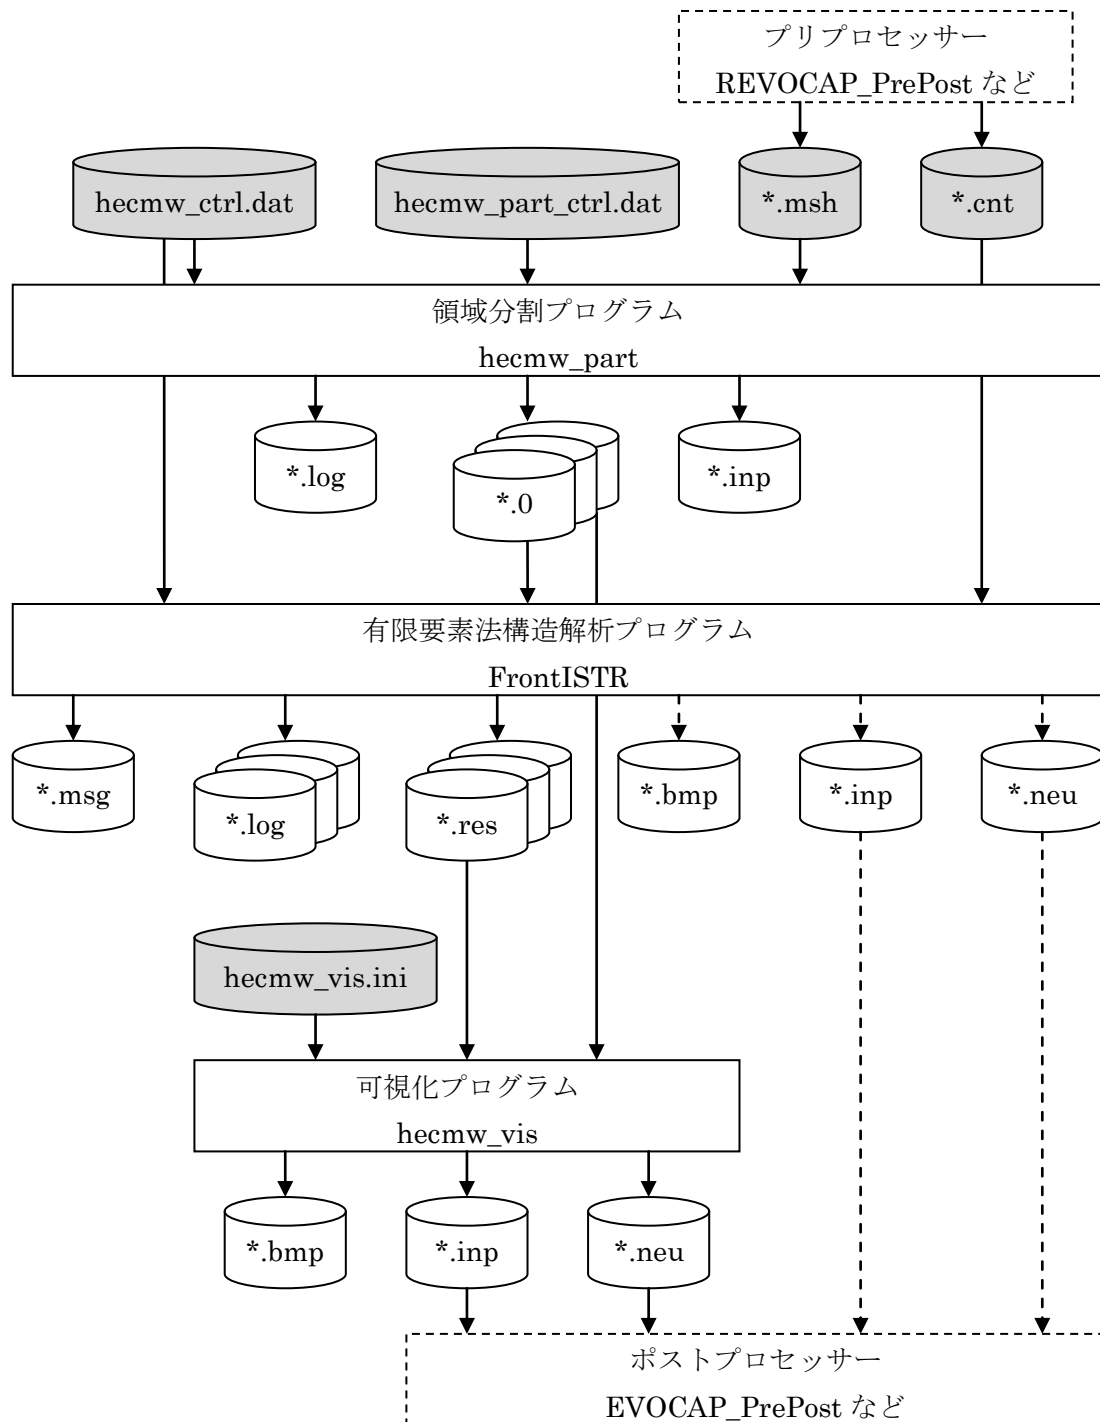 プリプロセッサー
REVOCAP_PrePost など
hecmw_ctrl.dat
hecmw_part_ctrl.dat
*.msh
*.cnt
領域分割プログラム
hecmw_part
*.log
*.0
*.inp
有限要素法構造解析プログラム
FrontISTR
*.msg
*.log
*.res
*.bmp
*.inp
*.neu
hecmw_vis.ini
可視化プログラム
hecmw_vis
*.bmp
*.inp
*.neu
ポストプロセッサー
EVOCAP_PrePost など